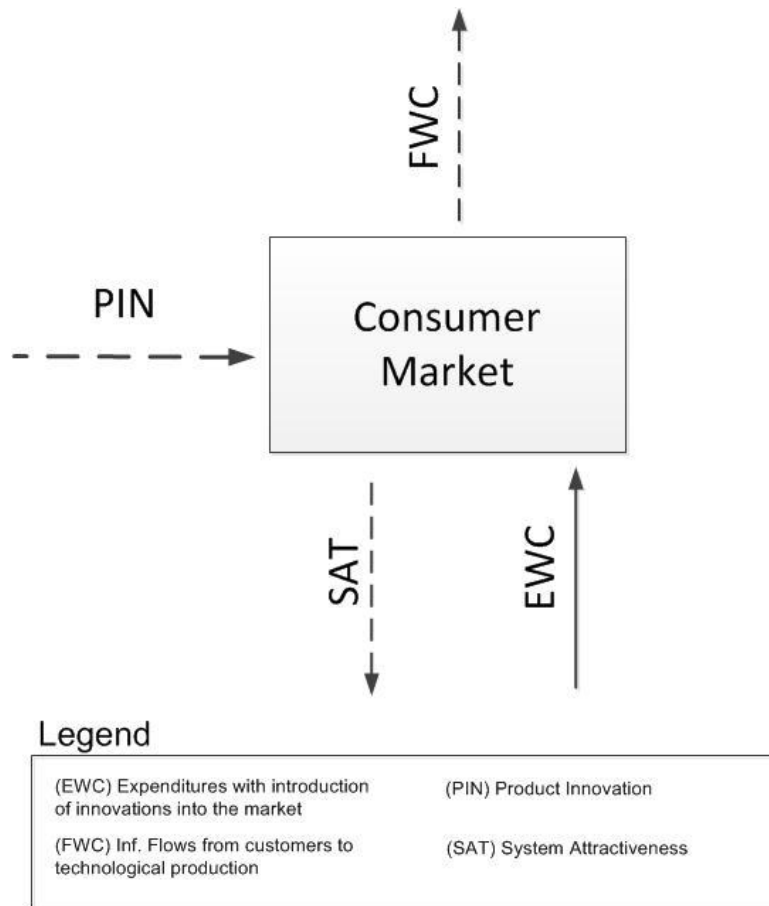 FWC
PIN
Consumer
Market
SAT
EWC
Legend
(EWC) Expenditures with introduction
of innovations into the market
(FWC) Inf. Flows from customers to
technological production
(PIN) Product Innovation
(SAT) System Attractiveness